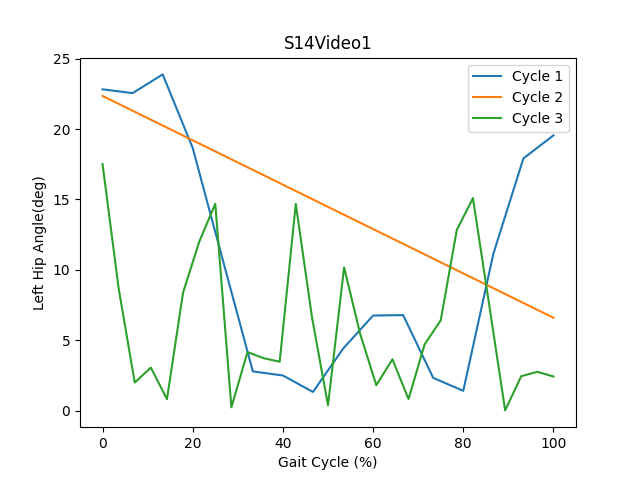 S14Video1
Left Hip Angle(deg)
25
20
15
10
5
0
Cycle 1
Cycle 2
Cycle 3
0 20 40 60 80 100
Gait Cycle (%)